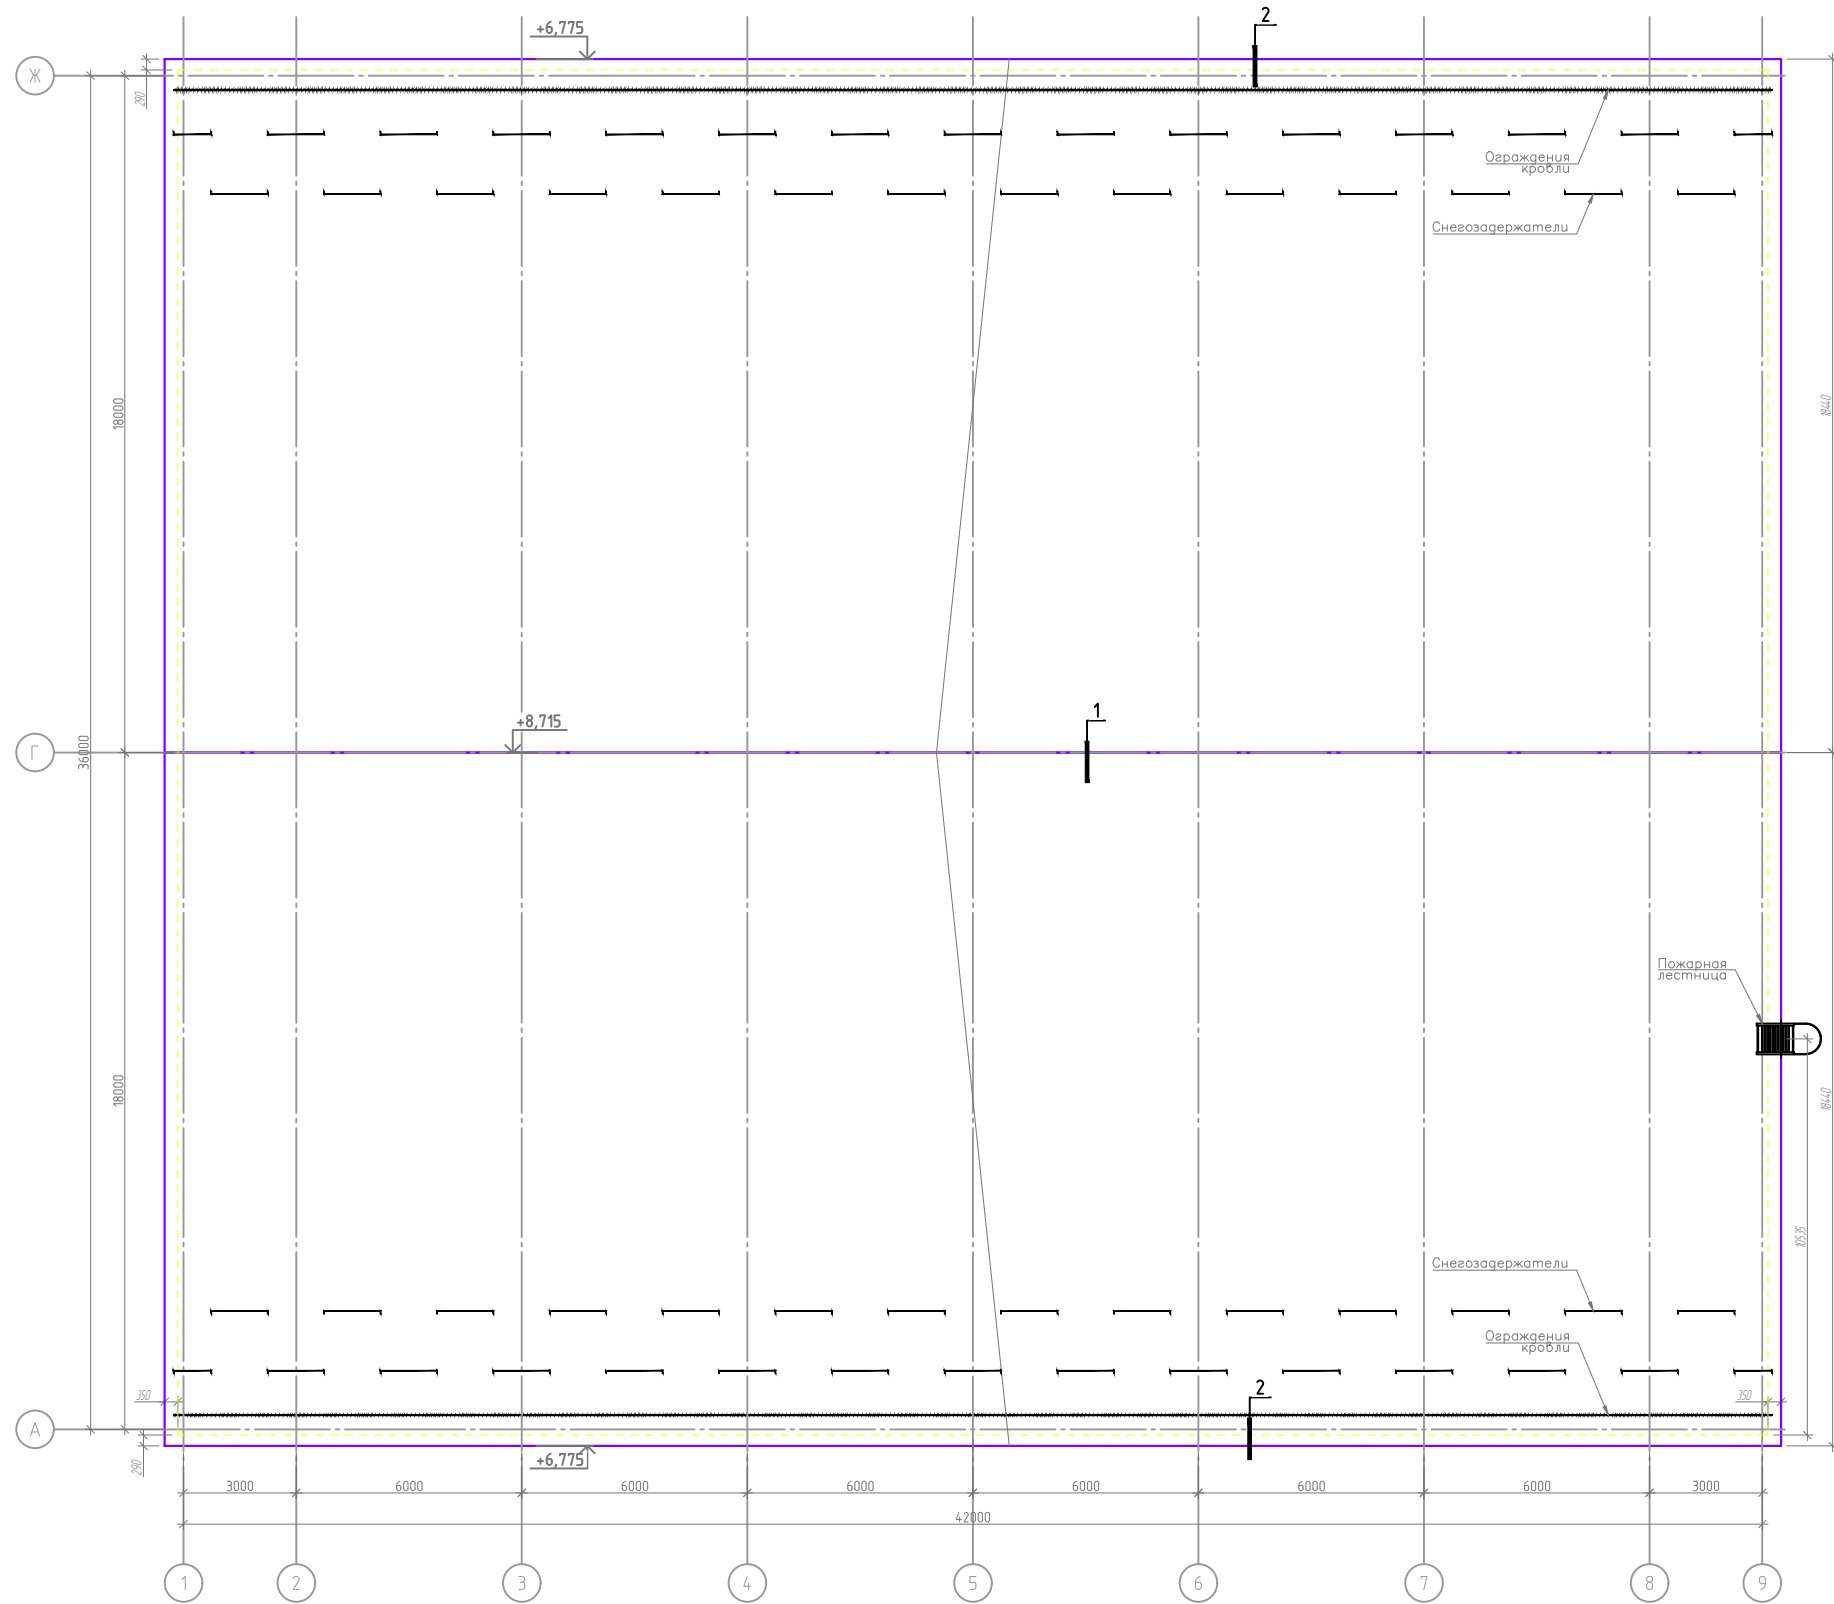 2
+6,775
Ж
290
Ограждения
кровли
Снегозадержатели
18000
18440
1
+8,715
Г
36000
Пожарная
лестница
18000
18440
10535
Снегозадержатели
Ограждения
кровли
350
2
350
А
+6,775
290
3000 6000 6000 6000 6000 6000 6000 3000
42000
1 2 3 4 5 6 7 8 9